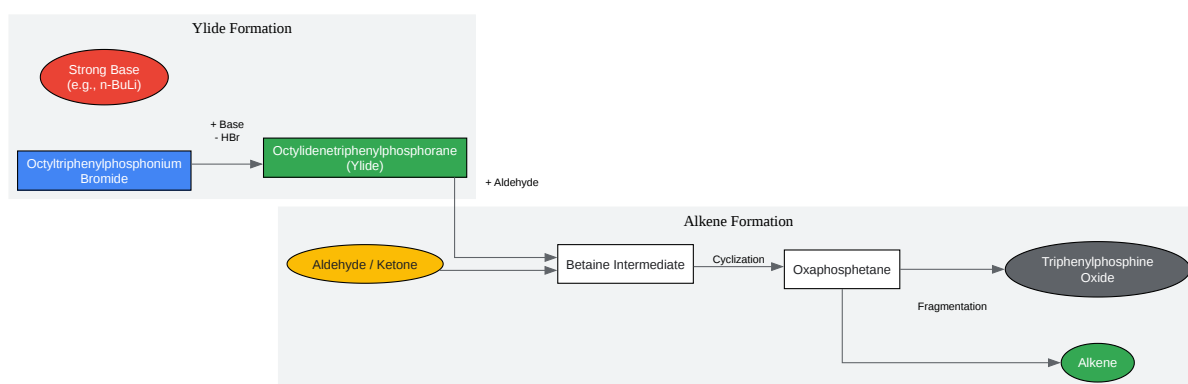 Ylide Formation
Strong Base
(e.g., n-BuLi)
+ Base
- HBr
Octyltriphenylphosphonium
Bromide
Octylidenetriphenylphosphorane
(Ylide)
+ Aldehyde
Alkene Formation
Aldehyde / Ketone
Betaine Intermediate
Cyclization
Oxaphosphetane
Triphenylphosphine
Oxide
Fragmentation
Alkene